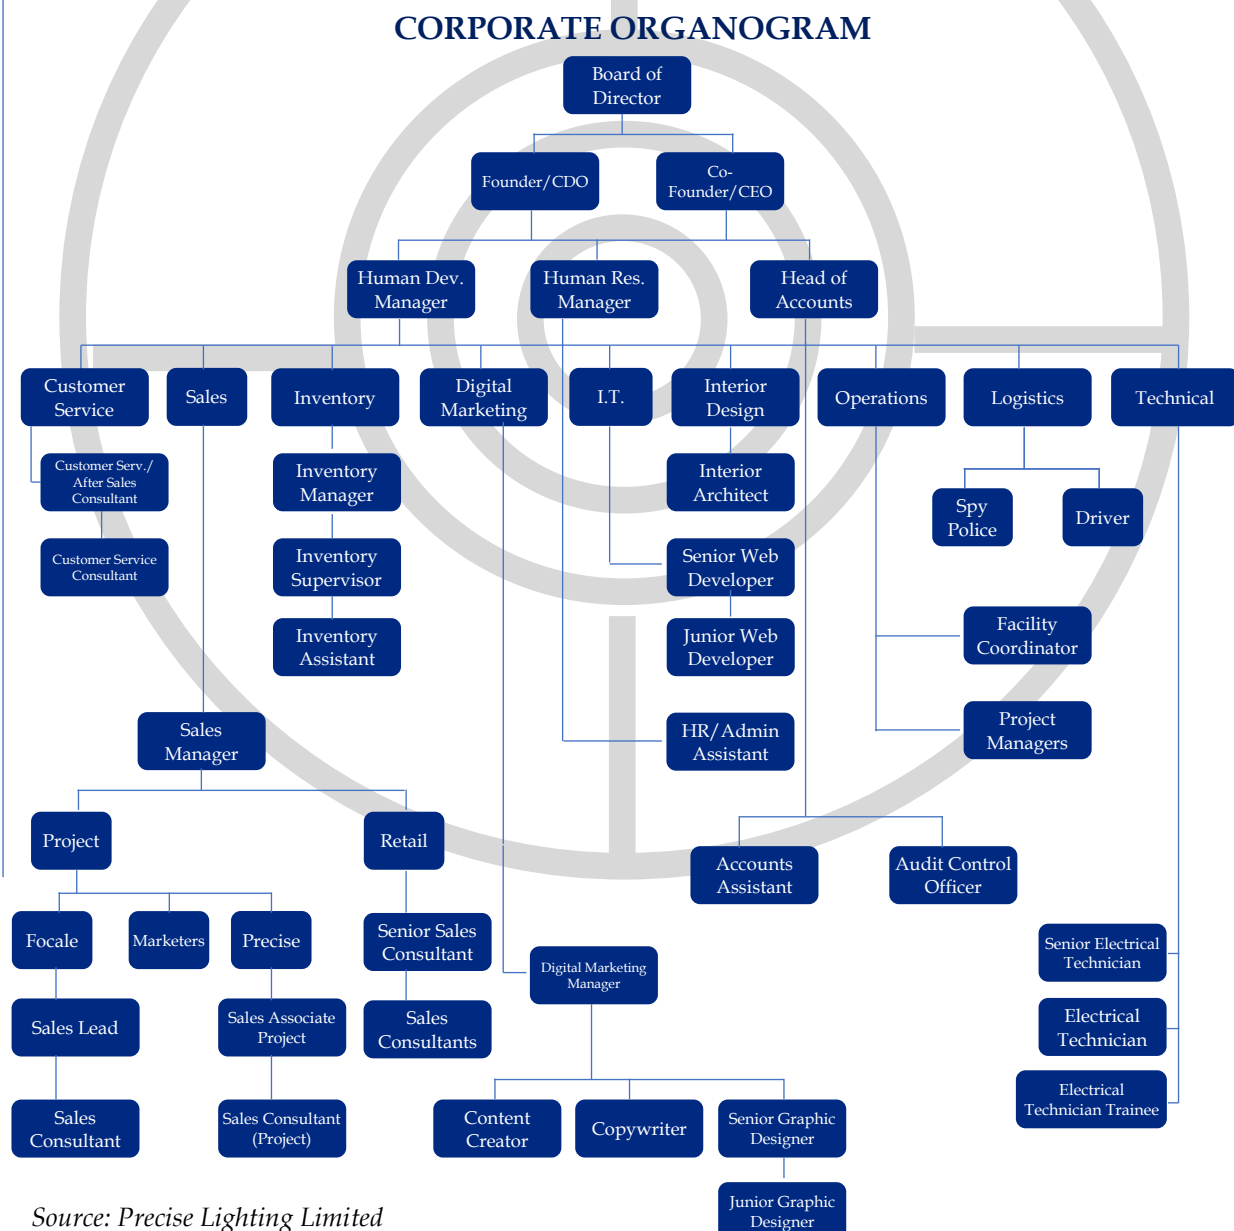 CORPORATE ORGANOGRAM
Board of
Director
Founder/CDO
Co-
Founder/CEO
Human Dev.
Manager
Human Res.
Manager
Head of
Accounts
Customer
Service
Sales
Inventory
Digital
Marketing
I.T.
Interior
Design
Operations
Logistics
Technical
Customer Serv./
After Sales
Consultant
Inventory
Manager
Interior
Architect
Spy
Police
Driver
Customer Service
Consultant
Inventory
Supervisor
Senior Web
Developer
Inventory
Assistant
Junior Web
Developer
Facility
Coordinator
Sales
Manager
HR/Admin
Assistant
Project
Managers
Project
Retail
Accounts
Assistant
Audit Control
Officer
Focale
Marketers
Precise
Senior Sales
Consultant
Digital Marketing
Manager
Senior Electrical
Technician
Sales Lead
Sales Associate
Project
Sales
Consultants
Electrical
Technician
Electrical
Technician Trainee
Sales
Consultant
Sales Consultant
(Project)
Content
Creator
Copywriter
Senior Graphic
Designer
Junior Graphic
Designer
Source: Precise Lighting Limited